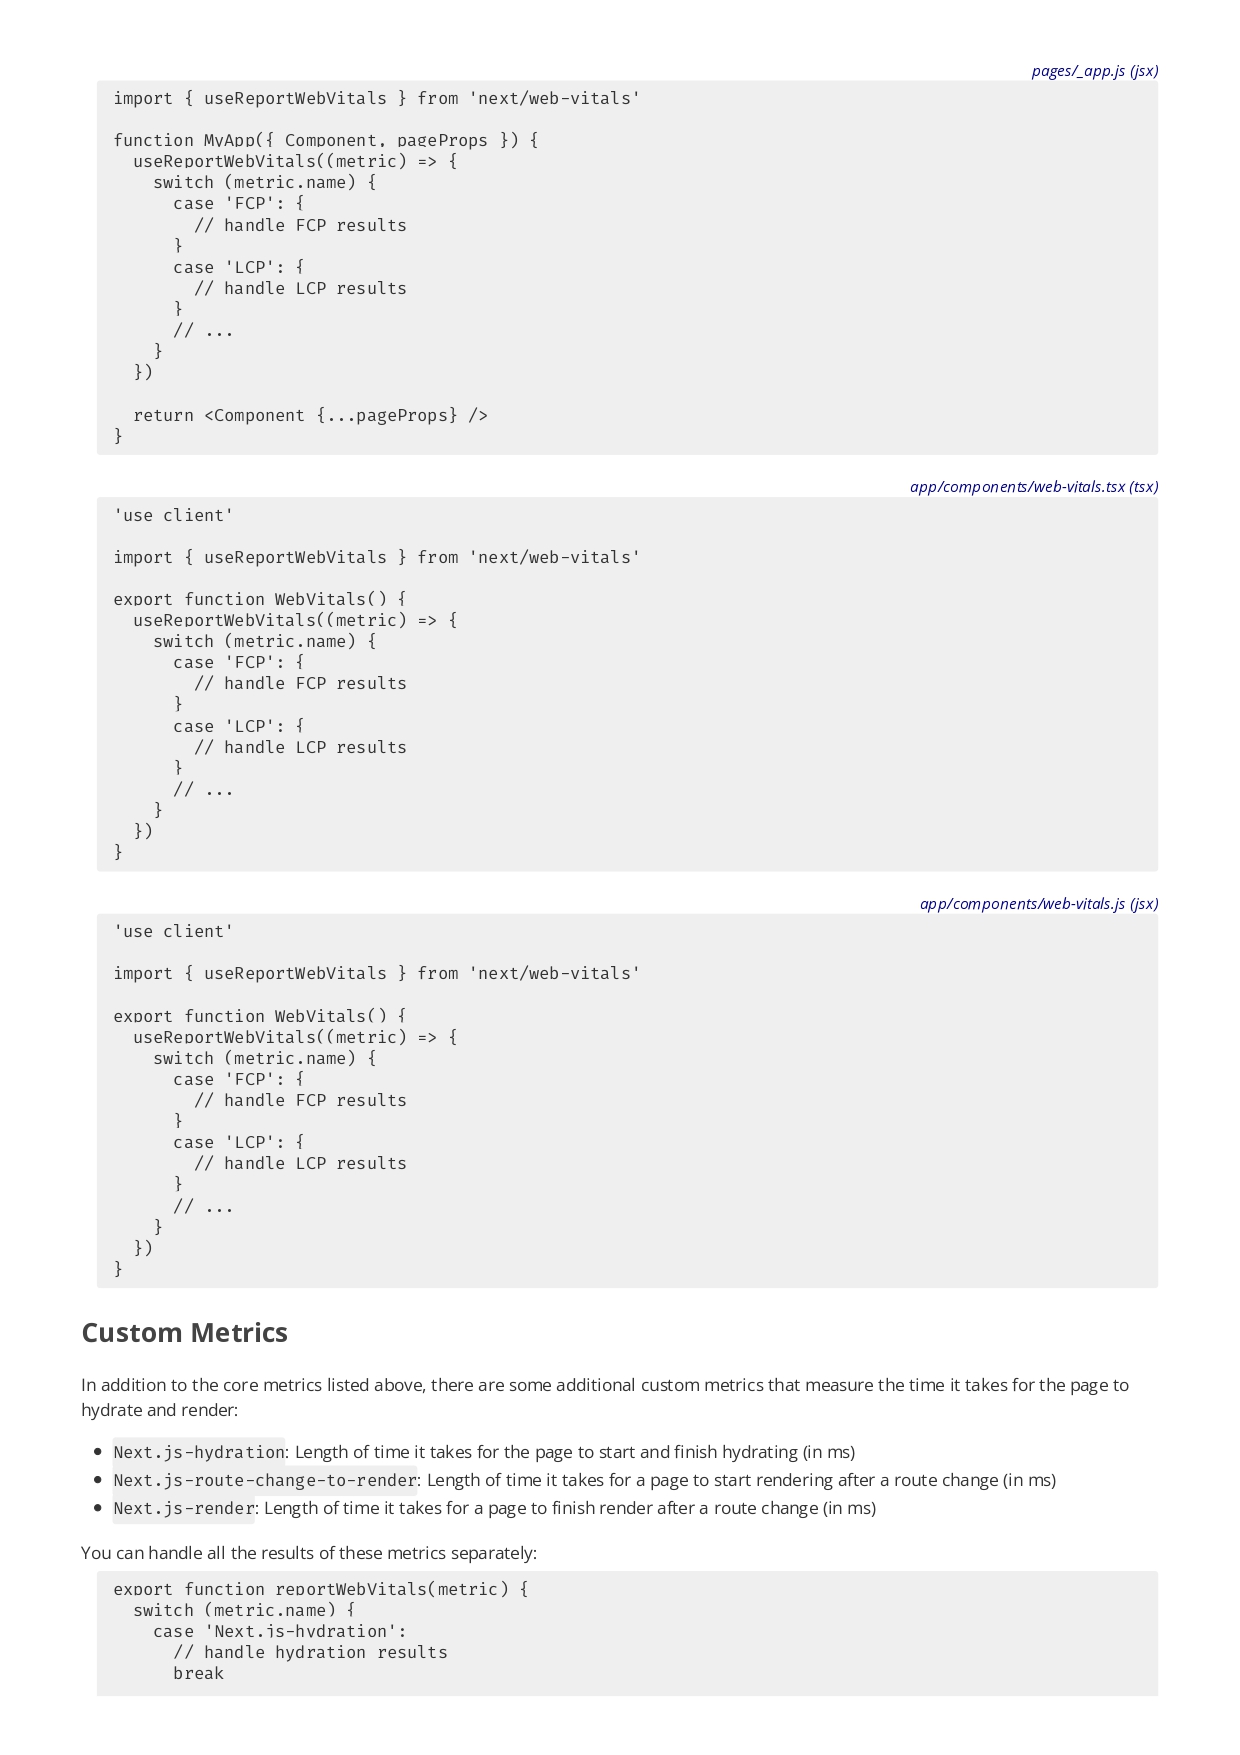 pages/_app.js (jsx)
import { useReportWebVitals } from 'next/web-vitals'
function MyApp({ Component, pageProps }) {
  useReportWebVitals((metric) => {
    switch (metric.name) {
      case 'FCP': {
        // handle FCP results
      }
      case 'LCP': {
        // handle LCP results
      }
      // ...
    }
  })
  return <Component {...pageProps} />
}
app/components/web-vitals.tsx (tsx)
'use client'
import { useReportWebVitals } from 'next/web-vitals'
export function WebVitals() {
  useReportWebVitals((metric) => {
    switch (metric.name) {
      case 'FCP': {
        // handle FCP results
      }
      case 'LCP': {
        // handle LCP results
      }
      // ...
    }
  })
}
app/components/web-vitals.js (jsx)
'use client'
import { useReportWebVitals } from 'next/web-vitals'
export function WebVitals() {
  useReportWebVitals((metric) => {
    switch (metric.name) {
      case 'FCP': {
        // handle FCP results
      }
      case 'LCP': {
        // handle LCP results
      }
      // ...
    }
  })
}
Custom Metrics
In addition to the core metrics listed above, there are some additional custom metrics that measure the time it takes for the page to
hydrate and render:
• Next.js-hydration: Length of time it takes for the page to start and finish hydrating (in ms)
• Next.js-route-change-to-render: Length of time it takes for a page to start rendering after a route change (in ms)
• Next.js-render: Length of time it takes for a page to finish render after a route change (in ms)
You can handle all the results of these metrics separately:
export function reportWebVitals(metric) {
  switch (metric.name) {
    case 'Next.js-hydration':
      // handle hydration results
      break